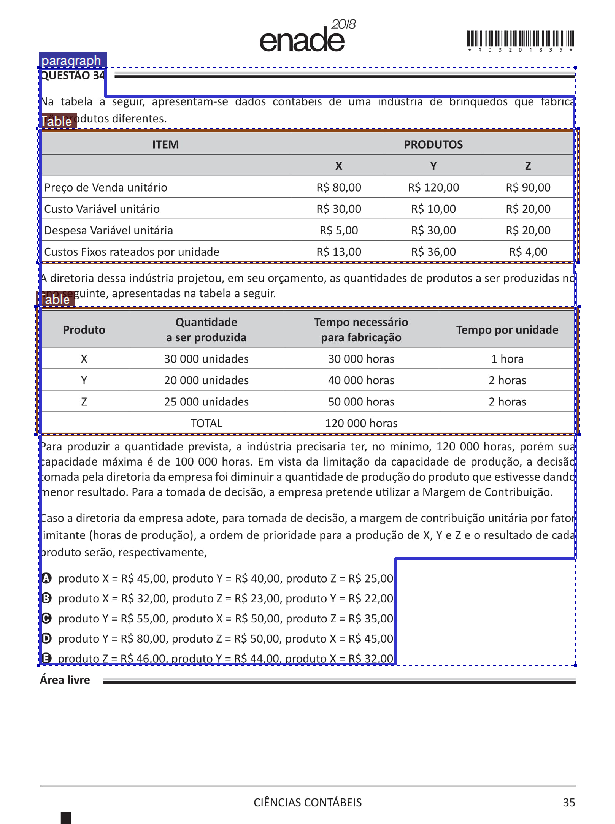 enade2018
paragraph
QUESTÃO 34
Na tabela a seguir, apresentam-se dados contábeis de uma indústria de brinquedos que fabrica
Table
produtos diferentes.
ITEM PRODUTOS
X Y Z
Preço de Venda unitário R$ 80,00 R$ 120,00 R$ 90,00
Custo Variável unitário R$ 30,00 R$ 10,00 R$ 20,00
Despesa Variável unitária R$ 5,00 R$ 30,00 R$ 20,00
Custos Fixos rateados por unidade R$ 13,00 R$ 36,00 R$ 4,00
A diretoria dessa indústria projetou, em seu orçamento, as quantidades de produtos a ser produzidas no
Table
seguinte, apresentadas na tabela a seguir.
Produto Quantidade a ser produzida Tempo necessário para fabricação Tempo por unidade
X 30 000 unidades 30 000 horas 1 hora
Y 20 000 unidades 40 000 horas 2 horas
Z 25 000 unidades 50 000 horas 2 horas
TOTAL 120 000 horas
Para produzir a quantidade prevista, a indústria precisaria ter, no mínimo, 120 000 horas, porém sua
capacidade máxima é de 100 000 horas. Em vista da limitação da capacidade de produção, a decisão
tomada pela diretoria da empresa foi diminuir a quantidade de produção do produto que estivesse dando
menor resultado. Para a tomada de decisão, a empresa pretende utilizar a Margem de Contribuição.
Caso a diretoria da empresa adote, para tomada de decisão, a margem de contribuição unitária por fator
limitante (horas de produção), a ordem de prioridade para a produção de X, Y e Z e o resultado de cada
produto serão, respectivamente,
A produto X = R$ 45,00, produto Y = R$ 40,00, produto Z = R$ 25,00
B produto X = R$ 32,00, produto Z = R$ 23,00, produto Y = R$ 22,00
C produto Y = R$ 55,00, produto X = R$ 50,00, produto Z = R$ 35,00
D produto Y = R$ 80,00, produto Z = R$ 50,00, produto X = R$ 45,00
E produto Z = R$ 46,00, produto Y = R$ 44,00, produto X = R$ 32,00
Área livre
CIÊNCIAS CONTÁBEIS 35